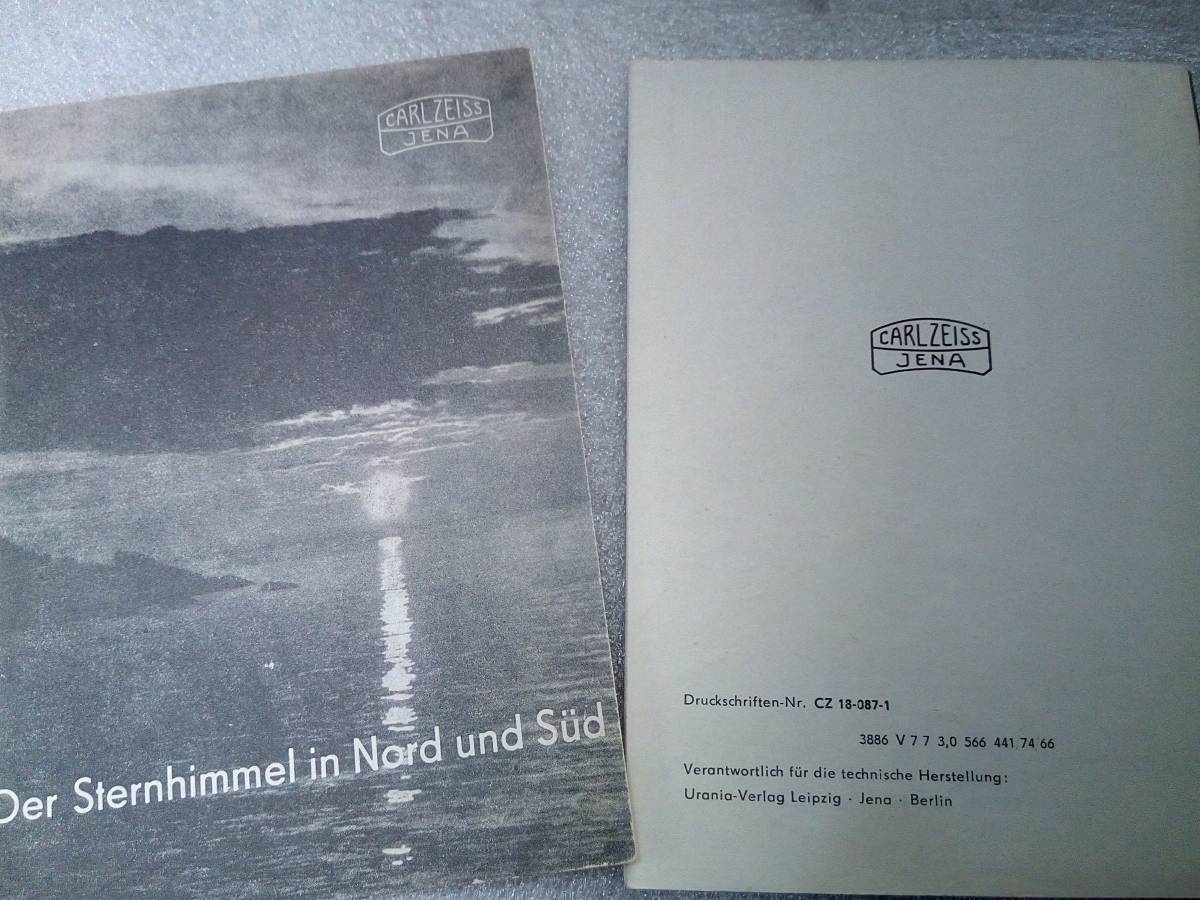 CARL ZEISS
JENA
Der Sternhimmel in Nord und Süd
CARL ZEISS
JENA
Druckschriften-Nr. CZ 18-087-1
3886 V 7 7 3,0 566 441 74 66
Verantwortlich für die technische Herstellung:
Urania-Verlag Leipzig · Jena · Berlin